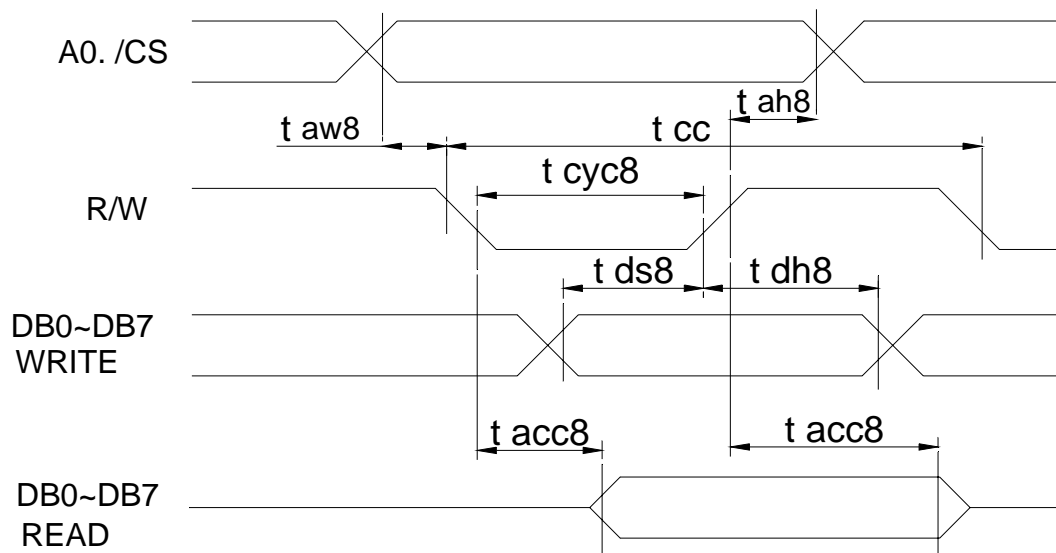 A0. /CS
t ah8
t aw8
t cc
t cyc8
R/W
t ds8
t dh8
DB0~DB7
WRITE
t acc8
t acc8
DB0~DB7
READ